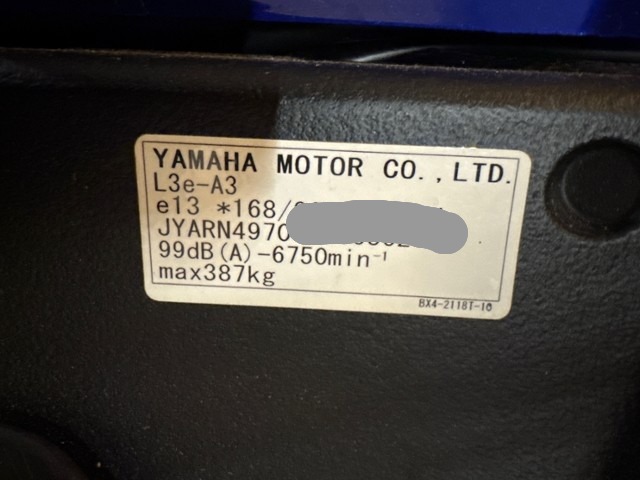 YAMAHA MOTOR CO.,LTD.
L3e-A3
e13 *168/
JYARN4970
99dB(A)-6750min⁻¹
max387kg
BX4-2118T-10